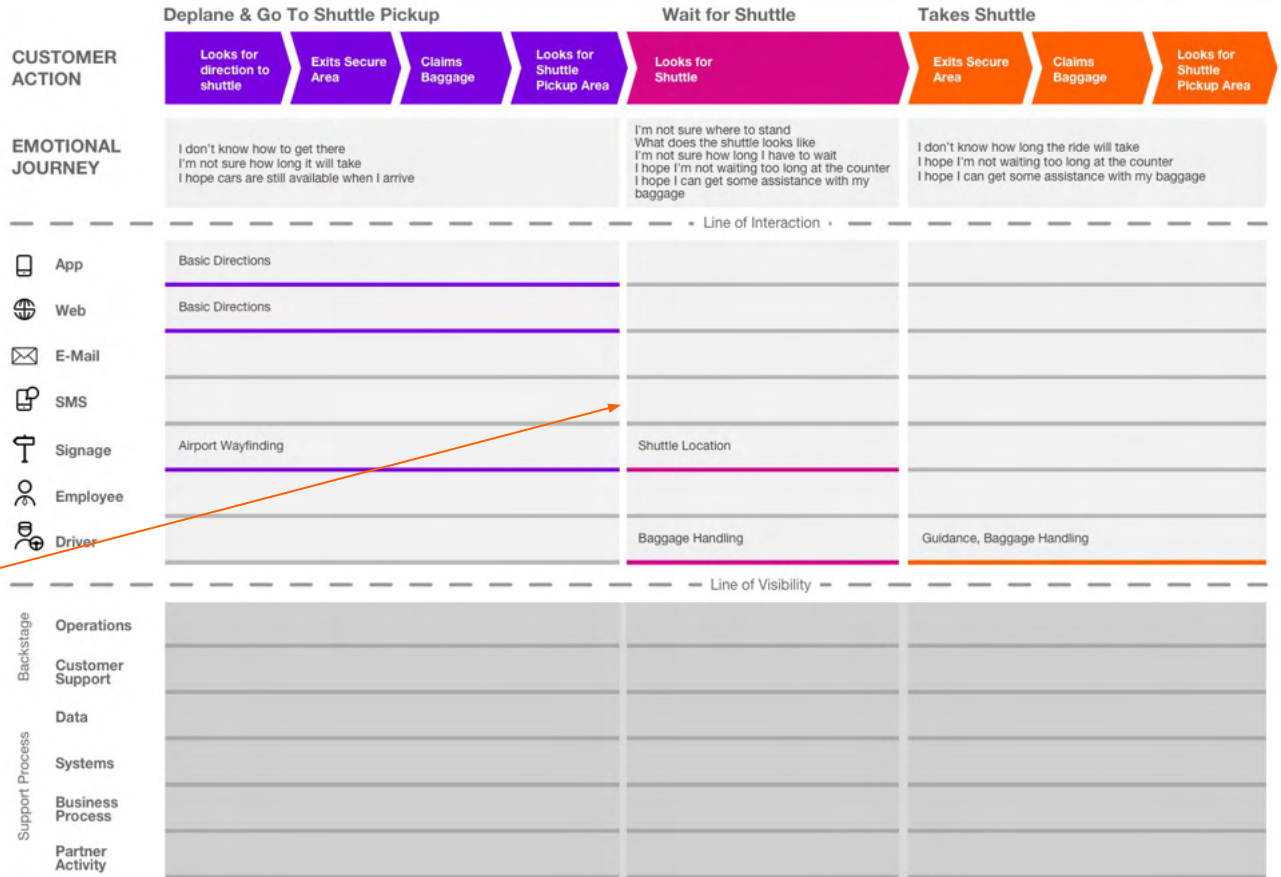 Deplane & Go To Shuttle Pickup
Wait for Shuttle
Takes Shuttle
CUSTOMER
ACTION
Looks for
direction to
shuttle
Exits Secure
Area
Claims
Baggage
Looks for
Shuttle
Pickup Area
Looks for
Shuttle
Exits Secure
Area
Claims
Baggage
Looks for
Shuttle
Pickup Area
EMOTIONAL
JOURNEY
I don't know how to get there
I'm not sure how long it will take
I hope cars are still available when I arrive
I'm not sure where to stand
What does the shuttle looks like
I'm not sure how long I have to wait
I hope I'm not waiting too long at the counter
I hope I can get some assistance with my
baggage
I don't know how long the ride will take
I hope I'm not waiting too long at the counter
I hope I can get some assistance with my baggage
Line of Interaction
App
Basic Directions
Web
Basic Directions
E-Mail
SMS
Signage
Airport Wayfinding
Shuttle Location
Employee
Driver
Baggage Handling
Guidance, Baggage Handling
Line of Visibility
Backstage
Operations
Customer
Support
Support Process
Data
Systems
Business
Process
Partner
Activity